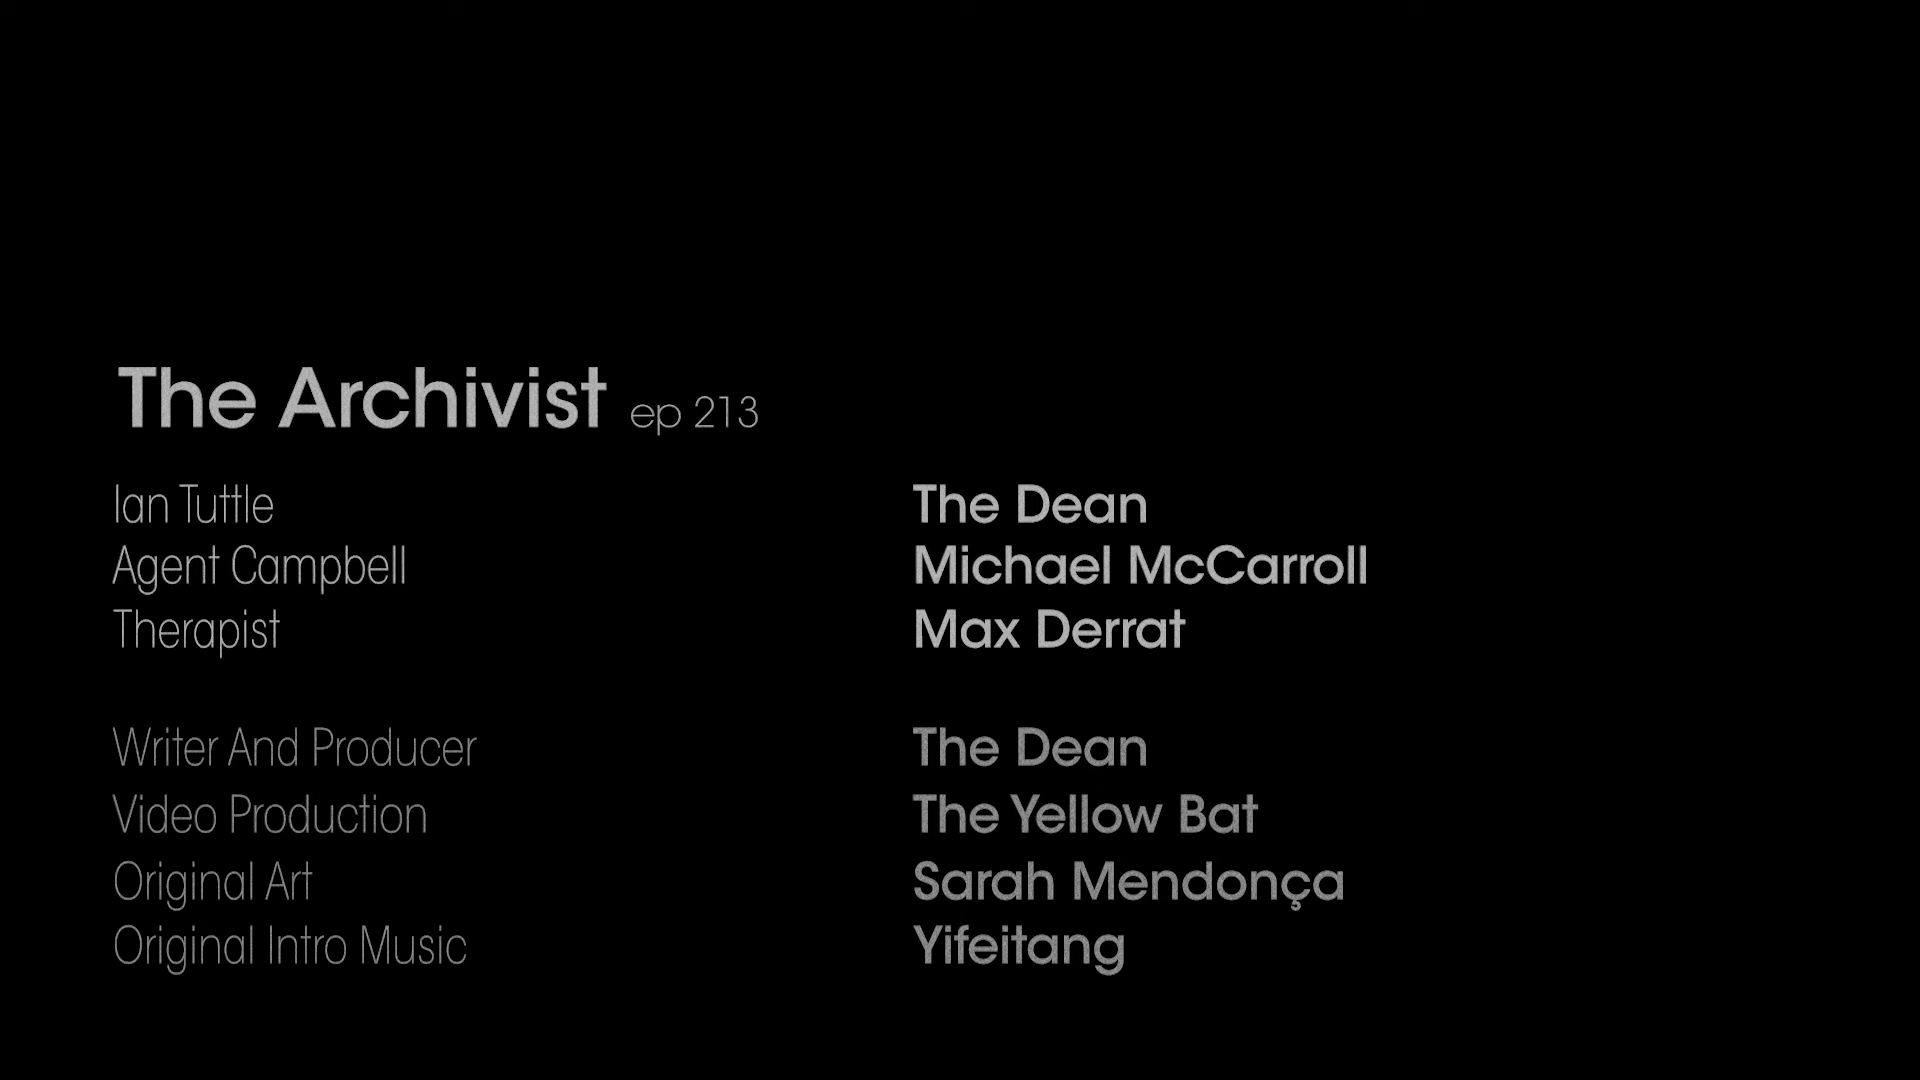 The Archivist ep 213
Ian Tuttle The Dean
Agent Campbell Michael McCarroll
Therapist Max Derrat
Writer And Producer The Dean
Video Production The Yellow Bat
Original Art Sarah Mendonça
Original Intro Music Yifeitang